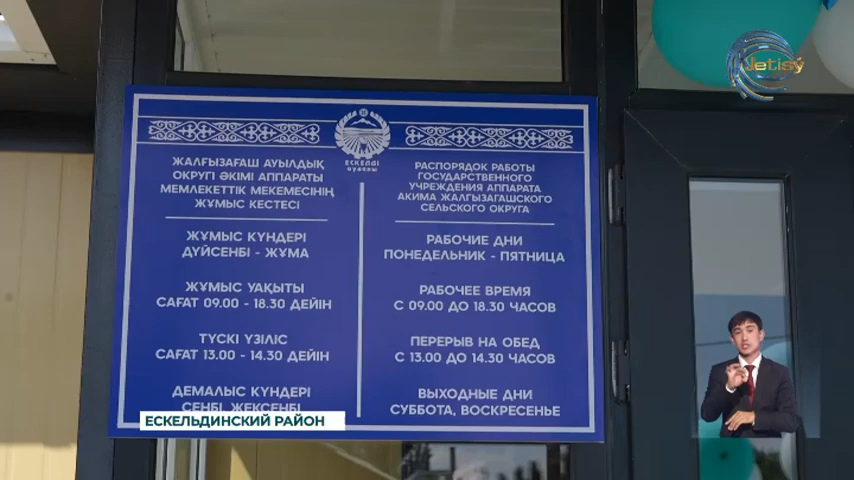 Jetisý
ЕСКЕЛДІ
ауданы
ЖАЛҒЫЗАҒАШ АУЫЛДЫҚ
ОКРУГІ ӘКІМІ АППАРАТЫ
МЕМЛЕКЕТТІК МЕКЕМЕСІНІҢ
ЖҰМЫС КЕСТЕСІ
ЖҰМЫС КҮНДЕРІ
ДҮЙСЕНБІ - ЖҰМА
ЖҰМЫС УАҚЫТЫ
САҒАТ 09.00 - 18.30 ДЕЙІН
ТҮСКІ ҮЗІЛІС
САҒАТ 13.00 - 14.30 ДЕЙІН
ДЕМАЛЫС КҮНДЕРІ
СЕНБІ, ЖЕКСЕНБІ
РАСПОРЯДОК РАБОТЫ
ГОСУДАРСТВЕННОГО
УЧРЕЖДЕНИЯ АППАРАТА
АКИМА ЖАЛГЫЗАГАШСКОГО
СЕЛЬСКОГО ОКРУГА
РАБОЧИЕ ДНИ
ПОНЕДЕЛЬНИК - ПЯТНИЦА
РАБОЧЕЕ ВРЕМЯ
С 09.00 ДО 18.30 ЧАСОВ
ПЕРЕРЫВ НА ОБЕД
С 13.00 ДО 14.30 ЧАСОВ
ВЫХОДНЫЕ ДНИ
СУББОТА, ВОСКРЕСЕНЬЕ
ЕСКЕЛЬДИНСКИЙ РАЙОН